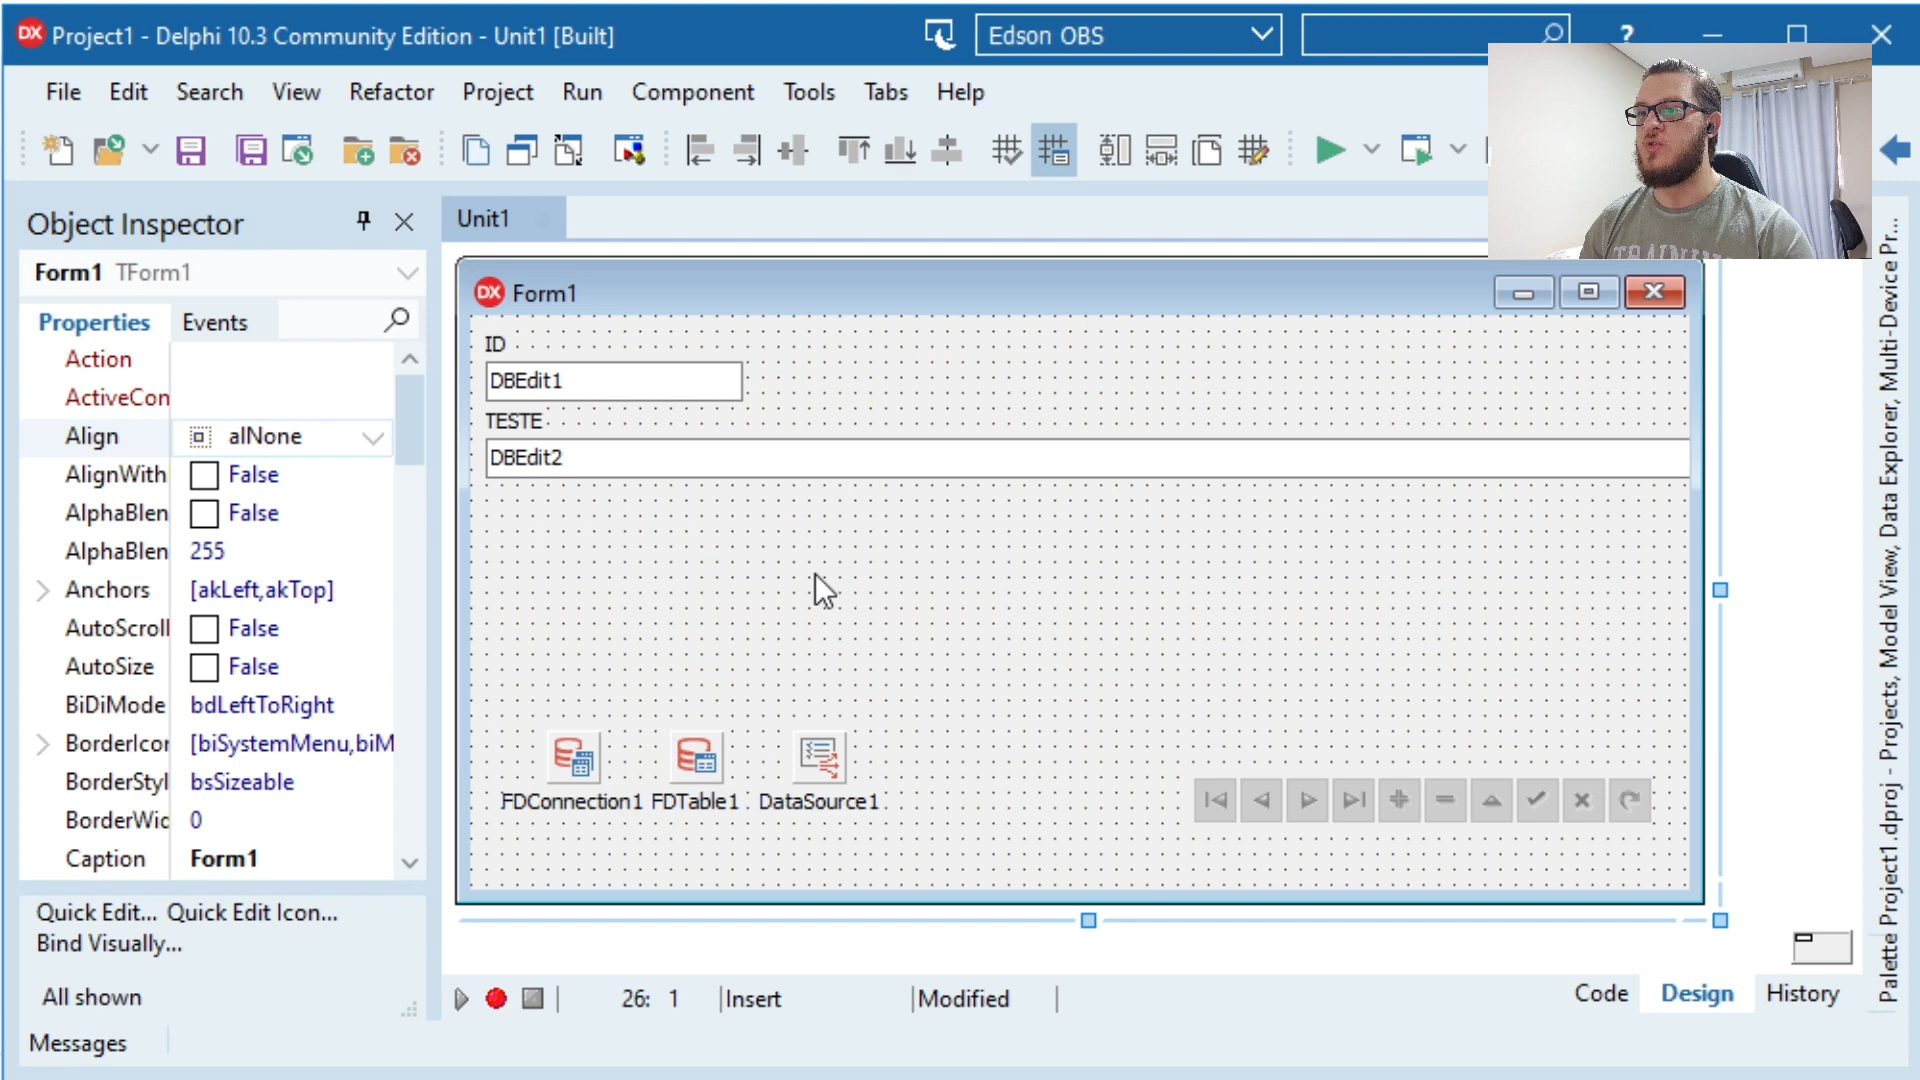 DX Project1 - Delphi 10.3 Community Edition - Unit1 [Built]
Edson OBS
?
File Edit Search View Refactor Project Run Component Tools Tabs Help
Object Inspector
Form1 TForm1
Properties Events
Action
ActiveCon
Align alNone
AlignWith False
AlphaBlen False
AlphaBlen 255
Anchors [akLeft,akTop]
AutoScroll False
AutoSize False
BiDiMode bdLeftToRight
BorderIcon [biSystemMenu,biM
BorderStyl bsSizeable
BorderWid 0
Caption Form1
Quick Edit... Quick Edit Icon...
Bind Visually...
All shown
Messages
Unit1
DX Form1
ID
DBEdit1
TESTE
DBEdit2
FDConnection1 FDTable1 DataSource1
26: 1 Insert Modified
Code Design History
Palette Project1.dproj - Projects, Model View, Data Explorer, Multi-Device Pr...